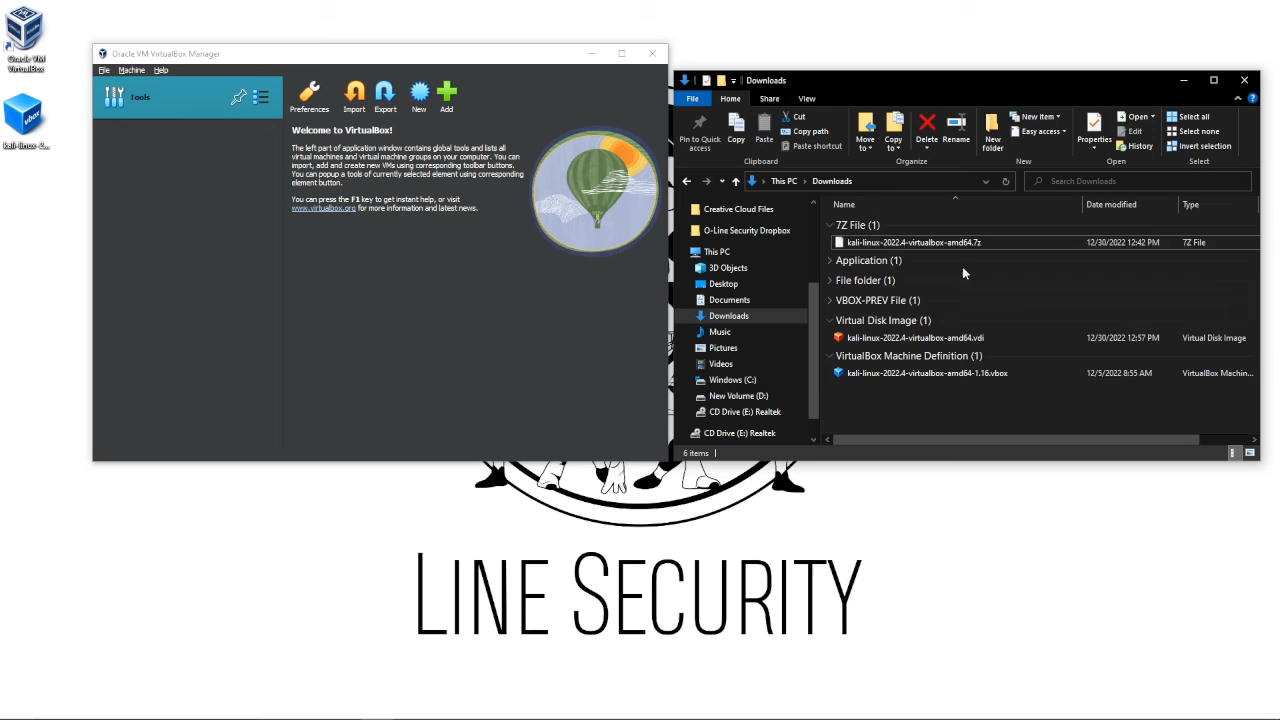 Oracle VM
VirtualBox
kali-linux-2...
Oracle VM VirtualBox Manager
File Machine Help
Tools
Preferences Import Export New Add
Welcome to VirtualBox!
The left part of application window contains global tools and lists all
virtual machines and virtual machine groups on your computer. You can
import, add and create new VMs using corresponding toolbar buttons.
You can popup a tools of currently selected element using corresponding
element button.
You can press the F1 key to get instant help, or visit
www.virtualbox.org for more information and latest news.
Downloads
File Home Share View
Pin to Quick
access
Copy
Paste
Cut
Copy path
Paste shortcut
Clipboard
Move
to
Copy
to
Delete
Rename
Organize
New
folder
New item
Easy access
New
Properties
Open
Edit
History
Open
Select all
Select none
Invert selection
Select
This PC Downloads
Search Downloads
Creative Cloud Files
O-Line Security Dropbox
This PC
3D Objects
Desktop
Documents
Downloads
Music
Pictures
Videos
Windows (C:)
New Volume (D:)
CD Drive (E:) Realtek
CD Drive (E:) Realtek
Name Date modified Type
7Z File (1)
kali-linux-2022.4-virtualbox-amd64.7z 12/30/2022 12:42 PM 7Z File
Application (1)
File folder (1)
VBOX-PREV File (1)
Virtual Disk Image (1)
kali-linux-2022.4-virtualbox-amd64.vdi 12/30/2022 12:57 PM Virtual Disk Image
VirtualBox Machine Definition (1)
kali-linux-2022.4-virtualbox-amd64-1.16.vbox 12/5/2022 8:55 AM VirtualBox Machin...
6 items
LINE SECURITY